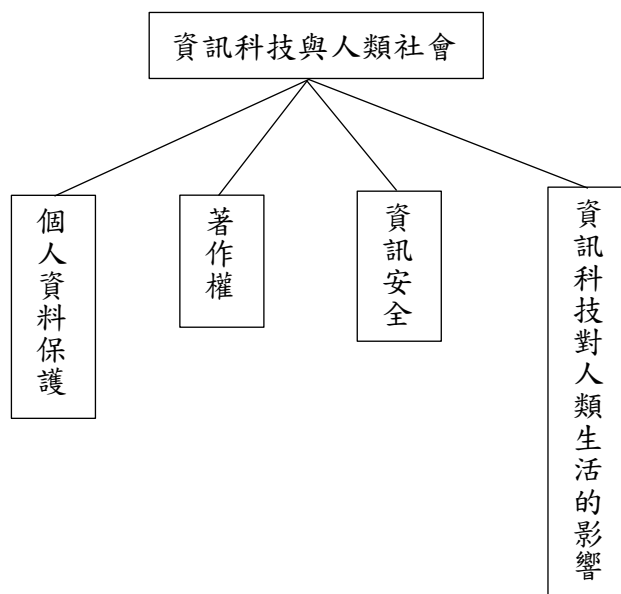 資訊科技與人類社會
個人資料保護
著作權
資訊安全
資訊科技對人類生活的影響